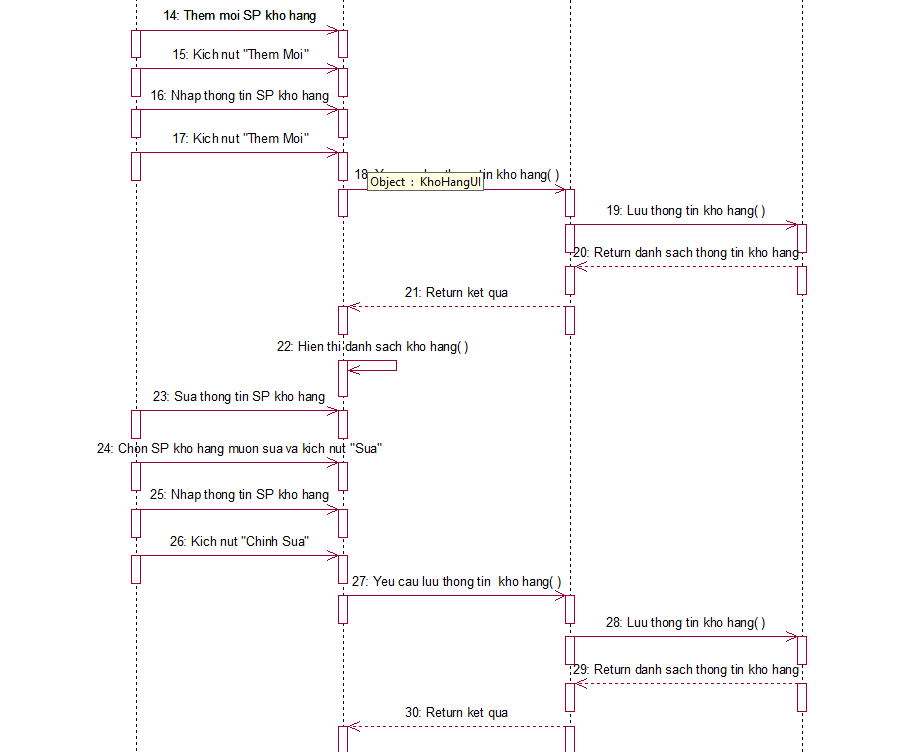 14: Them moi SP kho hang
15: Kich nut "Them Moi"
16: Nhap thong tin SP kho hang
17: Kich nut "Them Moi"
18: tin kho hang( )
Object : KhoHangUI
19: Luu thong tin kho hang( )
20: Return danh sach thong tin kho hang
21: Return ket qua
22: Hien thi danh sach kho hang( )
23: Sua thong tin SP kho hang
24: Chon SP kho hang muon sua va kich nut "Sua"
25: Nhap thong tin SP kho hang
26: Kich nut "Chinh Sua"
27: Yeu cau luu thong tin kho hang( )
28: Luu thong tin kho hang( )
29: Return danh sach thong tin kho hang
30: Return ket qua